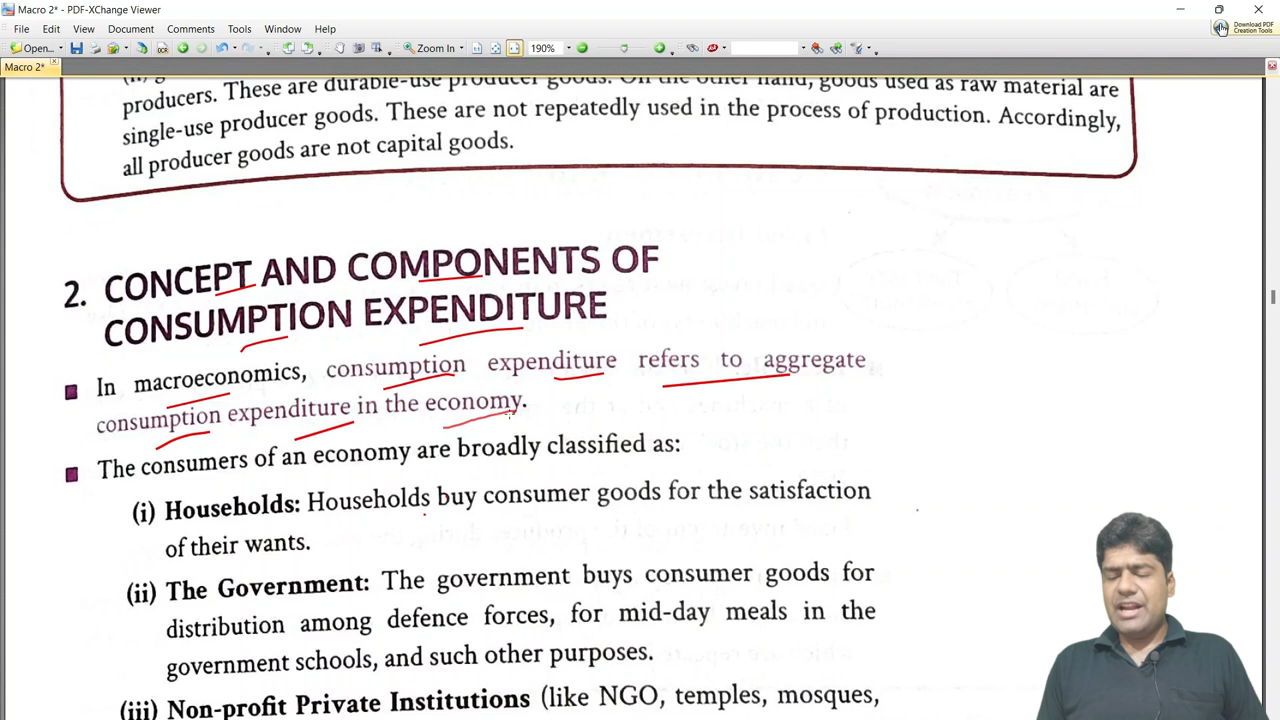 Macro 2* - PDF-XChange Viewer
File Edit View Document Comments Tools Window Help
Open... Zoom In 190% Download PDF
Creation Tools
Macro 2*
producers. These are durable-use producer goods. On the other hand, goods used as raw material are
single-use producer goods. These are not repeatedly used in the process of production. Accordingly,
all producer goods are not capital goods.
2. CONCEPT AND COMPONENTS OF
CONSUMPTION EXPENDITURE
In macroeconomics, consumption expenditure refers to aggregate
consumption expenditure in the economy.
The consumers of an economy are broadly classified as:
(i) Households: Households buy consumer goods for the satisfaction
of their wants.
(ii) The Government: The government buys consumer goods for
distribution among defence forces, for mid-day meals in the
government schools, and such other purposes.
(iii) Non-profit Private Institutions (like NGO, temples, mosques,